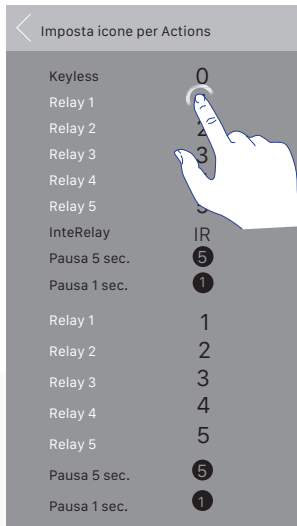 Imposta icone per Actions
Keyless 0
Relay 1
Relay 2 2
Relay 3 3
Relay 4
Relay 5
InteRelay IR
Pausa 5 sec. 5
Pausa 1 sec. 1
Relay 1 1
Relay 2 2
Relay 3 3
Relay 4 4
Relay 5 5
Pausa 5 sec. 5
Pausa 1 sec. 1